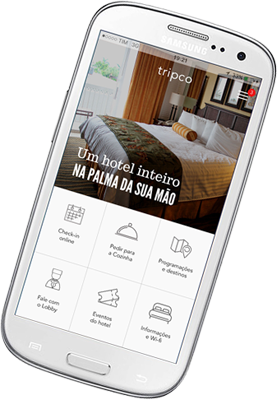 SAMSUNG
TIM 3G
19:21
tripco
Um hotel inteiro
NA PALMA DA SUA MÃO
Check-in
online
Pedir para
a Cozinha
Programações
e destinos
Fale com
o Lobby
Eventos
do hotel
Informações
e Wi-fi